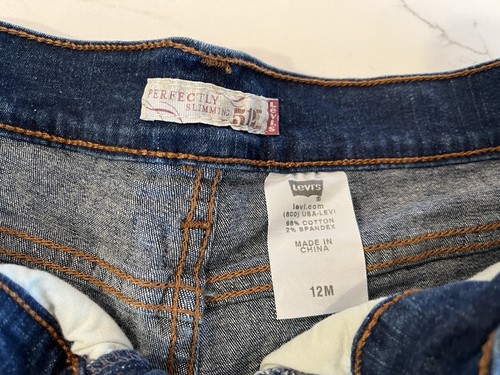 PERFECTLY
SLIMMING 512
LEVI'S
Levi's
levi.com
(800) USA-LEVI
98% COTTON
2% SPANDEX
MADE IN
CHINA
12M